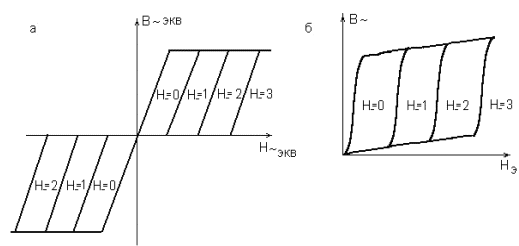 а
B~ ЭКВ
H₌=0 H₌=1 H₌=2 H₌=3
H~ЭКВ
H₌=2 H₌=1 H₌=0
б
B~
H₌=0 H₌=1 H₌=2 H₌=3
Hэ